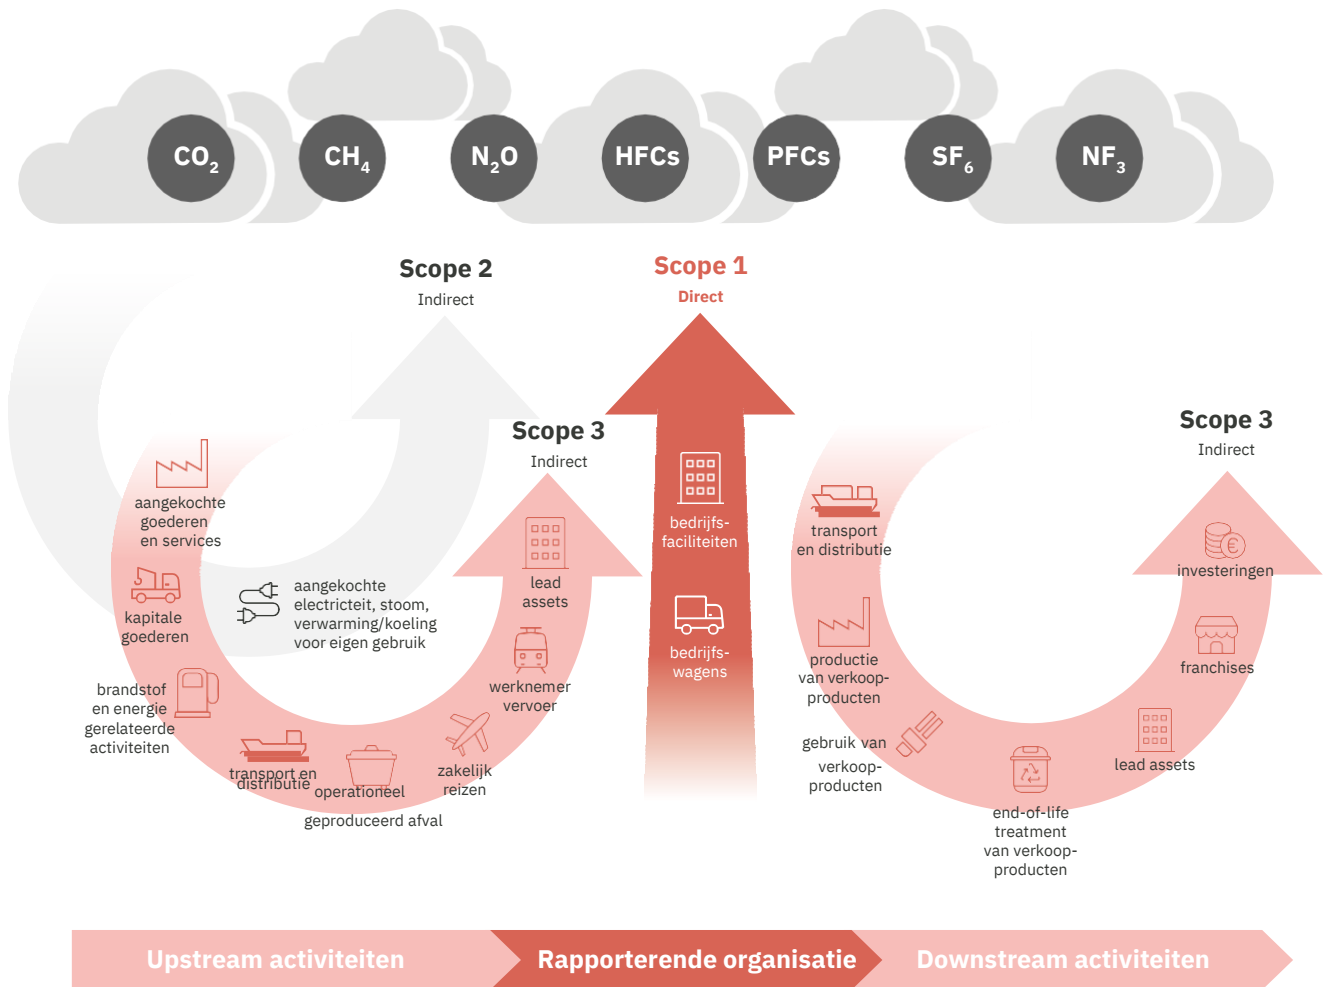 CO2
CH4
N2O
HFCs
PFCs
SF6
NF3
Scope 2
Indirect
aangekochte
electriciteit, stoom,
verwarming/koeling
voor eigen gebruik
Scope 3
Indirect
aangekochte
goederen
en services
kapitale
goederen
brandstof
en energie
gerelateerde
activiteiten
transport en
distributie
operationeel
geproduceerd afval
zakelijk
reizen
werknemer
vervoer
lead
assets
Scope 1
Direct
bedrijfs-
faciliteiten
bedrijfs-
wagens
Scope 3
Indirect
transport
en distributie
productie
van verkoop-
producten
gebruik van
verkoop-
producten
end-of-life
treatment
van verkoop-
producten
lead assets
franchises
investeringen
Upstream activiteiten
Rapporterende organisatie
Downstream activiteiten